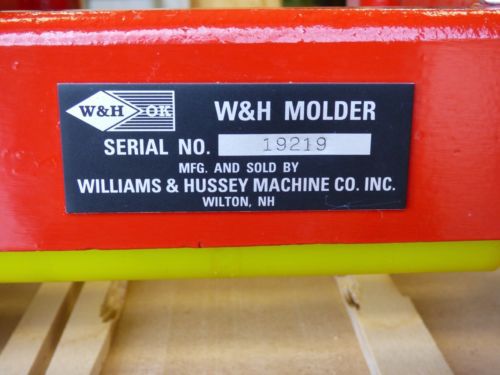 W&H OK
W&H MOLDER
SERIAL NO. 19219
MFG. AND SOLD BY
WILLIAMS & HUSSEY MACHINE CO. INC.
WILTON, NH